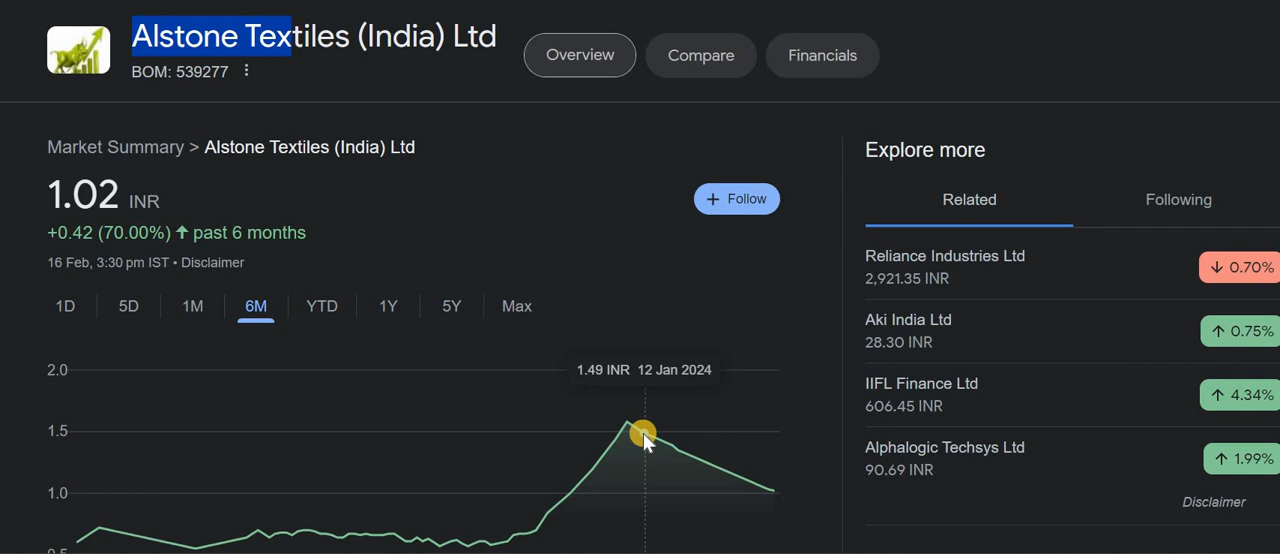 Alstone Textiles (India) Ltd
BOM: 539277
Overview
Compare
Financials
Market Summary > Alstone Textiles (India) Ltd
1.02 INR
+ Follow
+0.42 (70.00%) ↑ past 6 months
16 Feb, 3:30 pm IST • Disclaimer
1D 5D 1M 6M YTD 1Y 5Y Max
1.49 INR 12 Jan 2024
2.0
1.5
1.0
0.5
Explore more
Related Following
Reliance Industries Ltd
2,921.35 INR
↓ 0.70%
Aki India Ltd
28.30 INR
↑ 0.75%
IIFL Finance Ltd
606.45 INR
↑ 4.34%
Alphalogic Techsys Ltd
90.69 INR
↑ 1.99%
Disclaimer